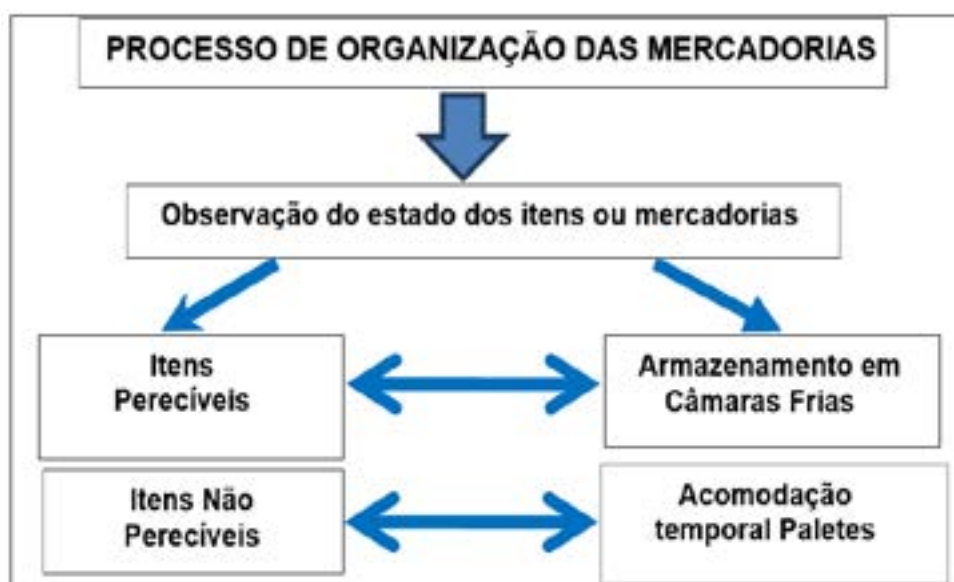 PROCESSO DE ORGANIZAÇÃO DAS MERCADORIAS
Observação do estado dos itens ou mercadorias
Itens
Perecíveis
Armazenamento em
Câmaras Frias
Itens Não
Perecíveis
Acomodação
temporal Paletes